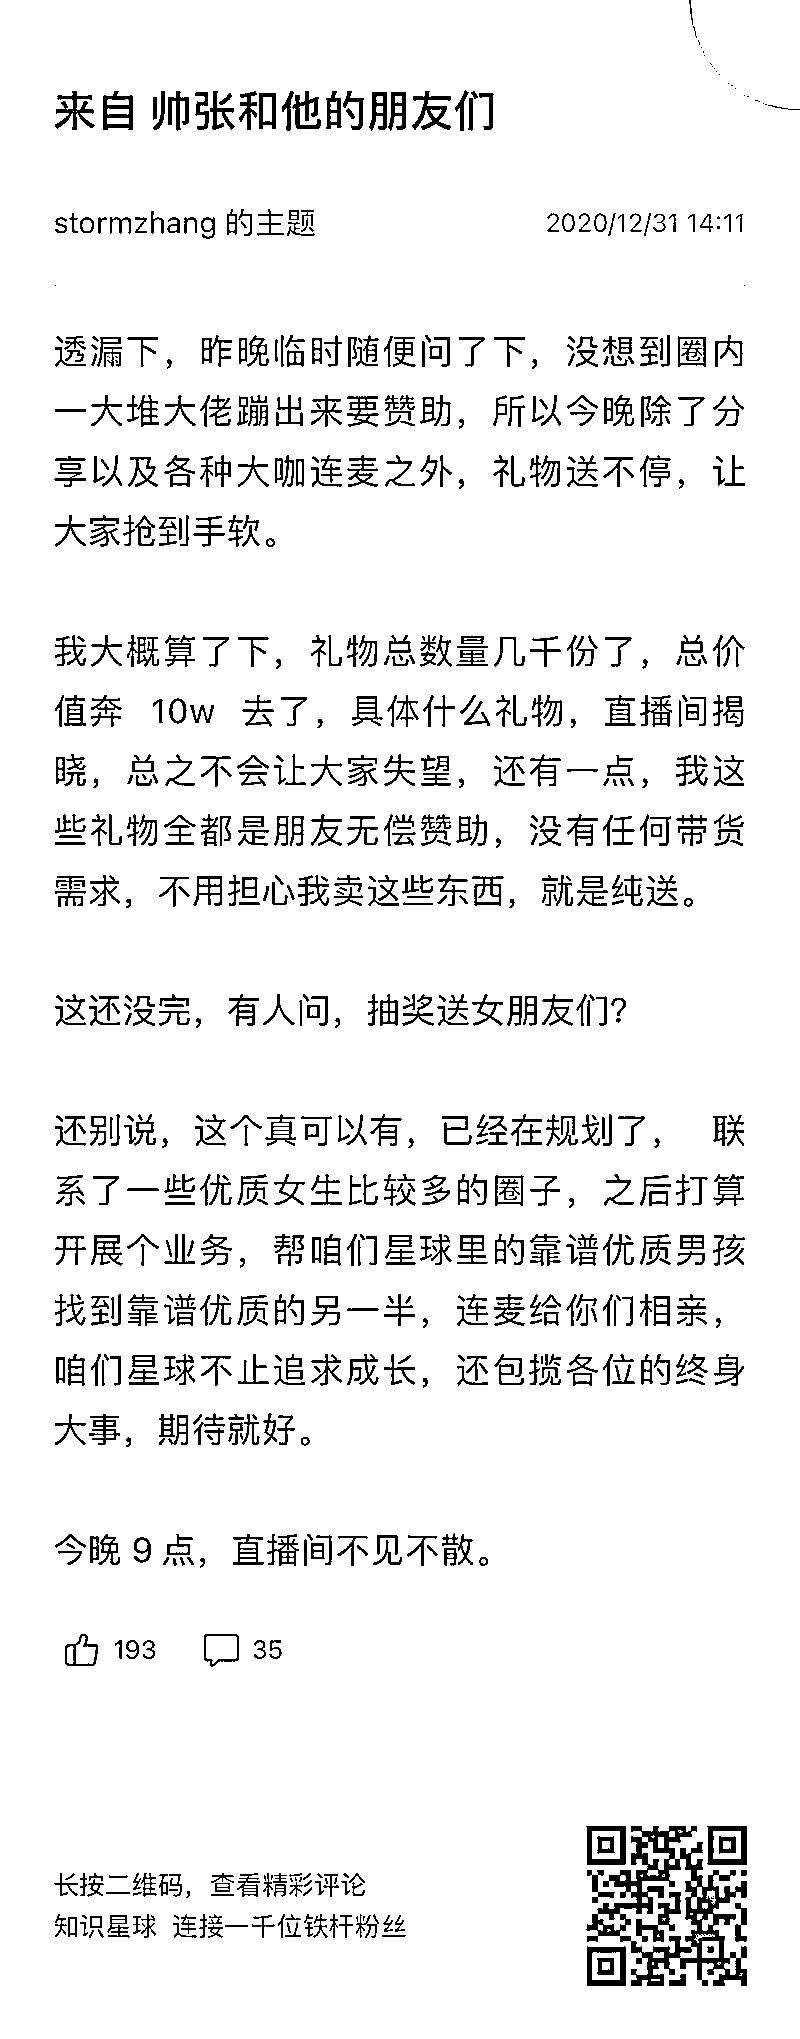 来自 帅张和他的朋友们
stormzhang 的主题 2020/12/31 14:11
透漏下，昨晚临时随便问了下，没想到圈内
一大堆大佬蹦出来要赞助，所以今晚除了分
享以及各种大咖连麦之外，礼物送不停，让
大家抢到手软。
我大概算了下，礼物总数量几千份了，总价
值奔 10w 去了，具体什么礼物，直播间揭
晓，总之不会让大家失望，还有一点，我这
些礼物全都是朋友无偿赞助，没有任何带货
需求，不用担心我卖这些东西，就是纯送。
这还没完，有人问，抽奖送女朋友们？
还别说，这个真可以有，已经在规划了， 联
系了一些优质女生比较多的圈子，之后打算
开展个业务，帮咱们星球里的靠谱优质男孩
找到靠谱优质的另一半，连麦给你们相亲，
咱们星球不止追求成长，还包揽各位的终身
大事，期待就好。
今晚 9 点，直播间不见不散。
193 35
长按二维码，查看精彩评论
知识星球 连接一千位铁杆粉丝